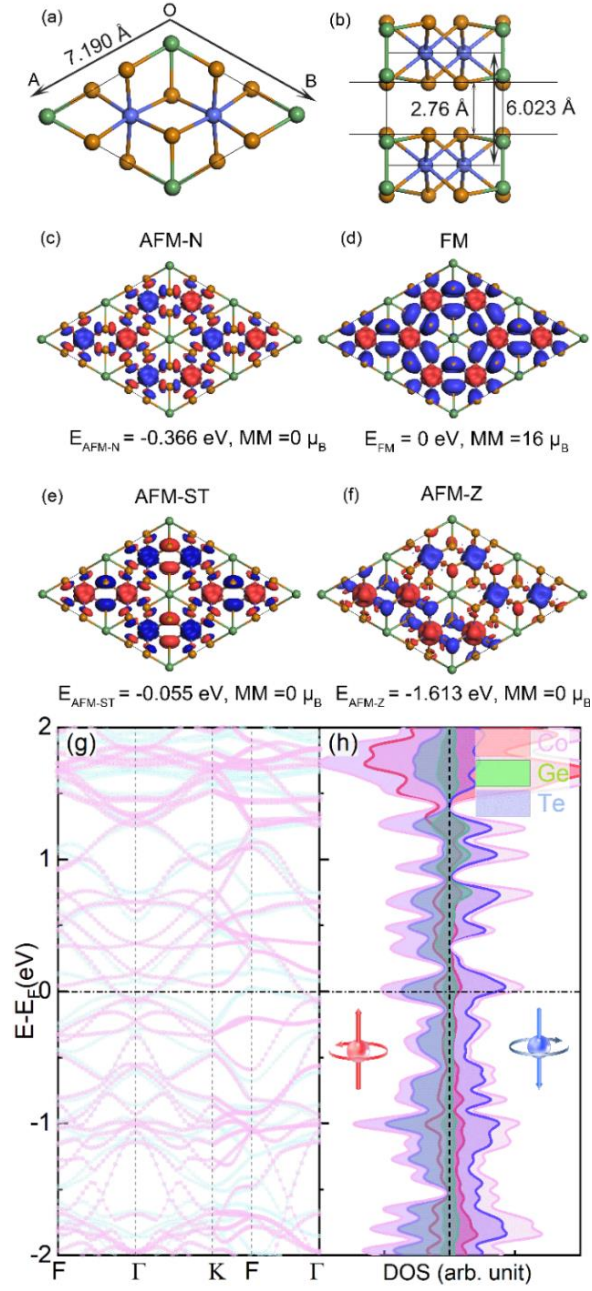 (a)
O
7.190 Å
A
B
(b)
2.76 Å
6.023 Å
(c)
AFM-N
(d)
FM
E_AFM-N = -0.366 eV, MM =0 μ_B
E_FM = 0 eV, MM =16 μ_B
(e)
AFM-ST
(f)
AFM-Z
E_AFM-ST = -0.055 eV, MM =0 μ_B
E_AFM-Z = -1.613 eV, MM =0 μ_B
(g)
(h)
Co
Ge
Te
2
1
0
-1
-2
E-E_F(eV)
F
Γ
K
F
Γ
DOS (arb. unit)